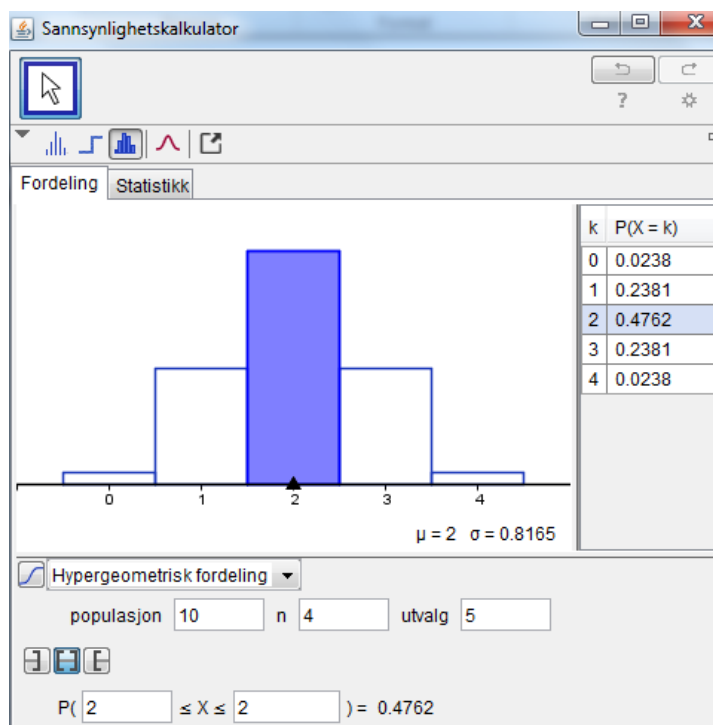 Sannsynlighetskalkulator
?
Fordeling Statistikk
k P(X = k)
0 0.0238
1 0.2381
2 0.4762
3 0.2381
4 0.0238
0 1 2 3 4
μ = 2 σ = 0.8165
Hypergeometrisk fordeling
populasjon 10 n 4 utvalg 5
P( 2 ≤ X ≤ 2 ) = 0.4762